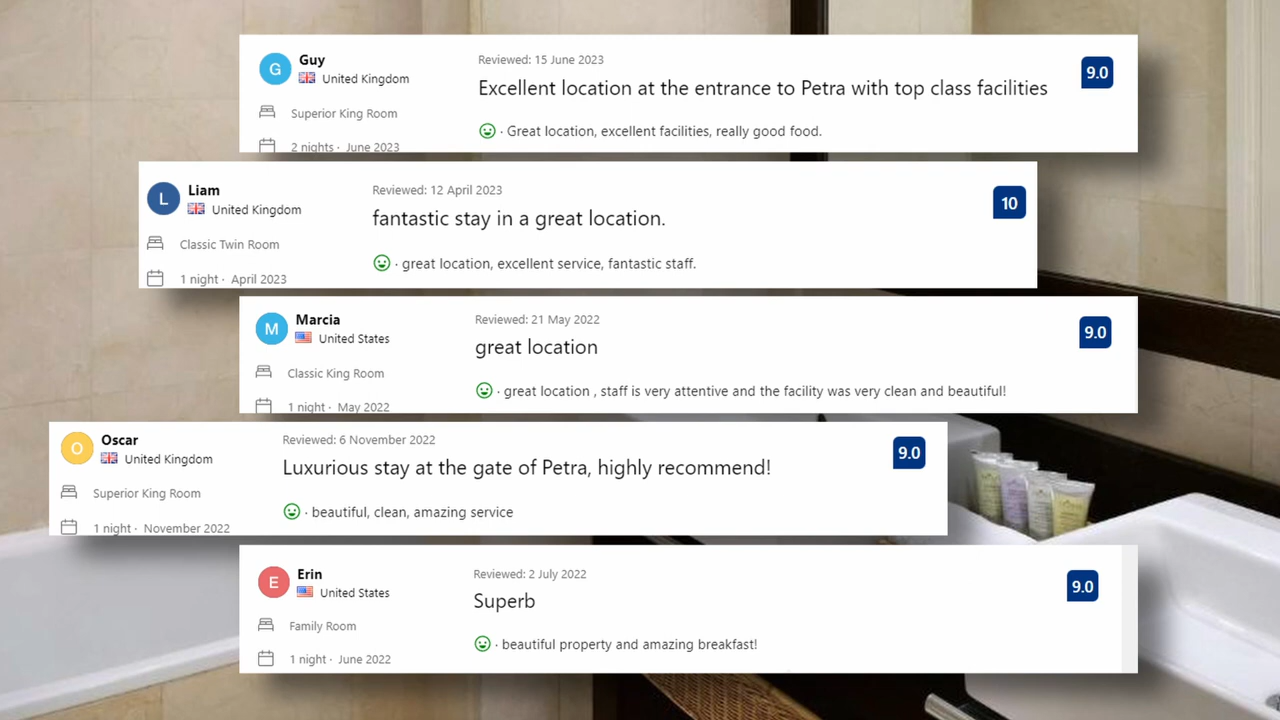 G
Guy
United Kingdom
Superior King Room
2 nights · June 2023
Reviewed: 15 June 2023
Excellent location at the entrance to Petra with top class facilities
· Great location, excellent facilities, really good food.
9.0
L
Liam
United Kingdom
Classic Twin Room
1 night · April 2023
Reviewed: 12 April 2023
fantastic stay in a great location.
· great location, excellent service, fantastic staff.
10
M
Marcia
United States
Classic King Room
1 night · May 2022
Reviewed: 21 May 2022
great location
· great location , staff is very attentive and the facility was very clean and beautiful!
9.0
O
Oscar
United Kingdom
Superior King Room
1 night · November 2022
Reviewed: 6 November 2022
Luxurious stay at the gate of Petra, highly recommend!
· beautiful, clean, amazing service
9.0
E
Erin
United States
Family Room
1 night · June 2022
Reviewed: 2 July 2022
Superb
· beautiful property and amazing breakfast!
9.0